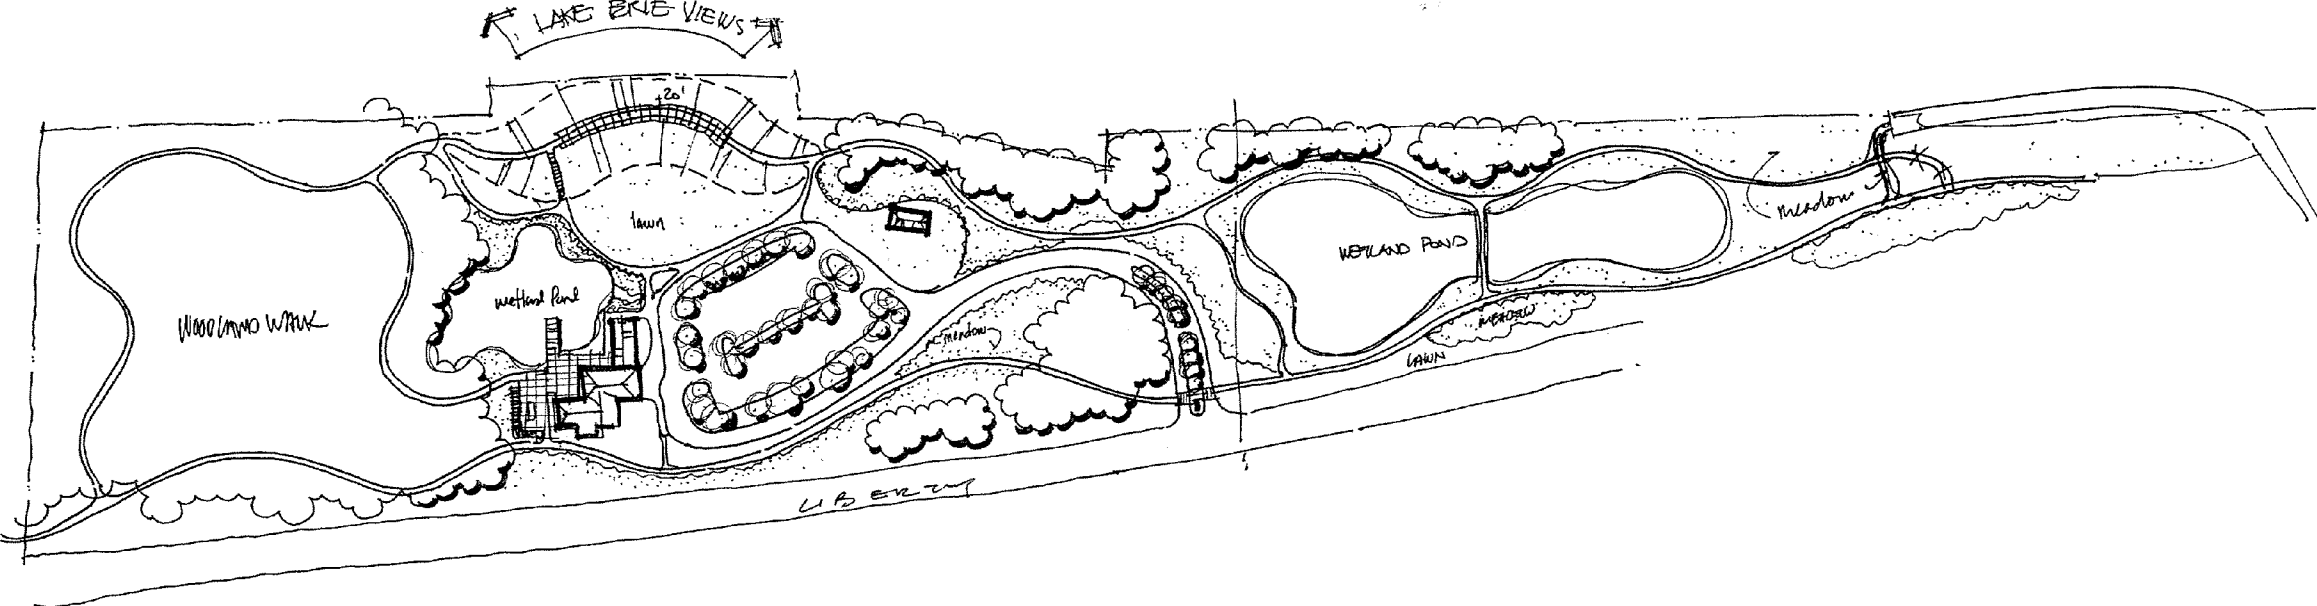 LAKE ERIE VIEWS
20'
lawn
meadow
WETLAND POND
wetland Pond
WOODLAND WALK
meadow
MEADOW
LAWN
LIBERTY